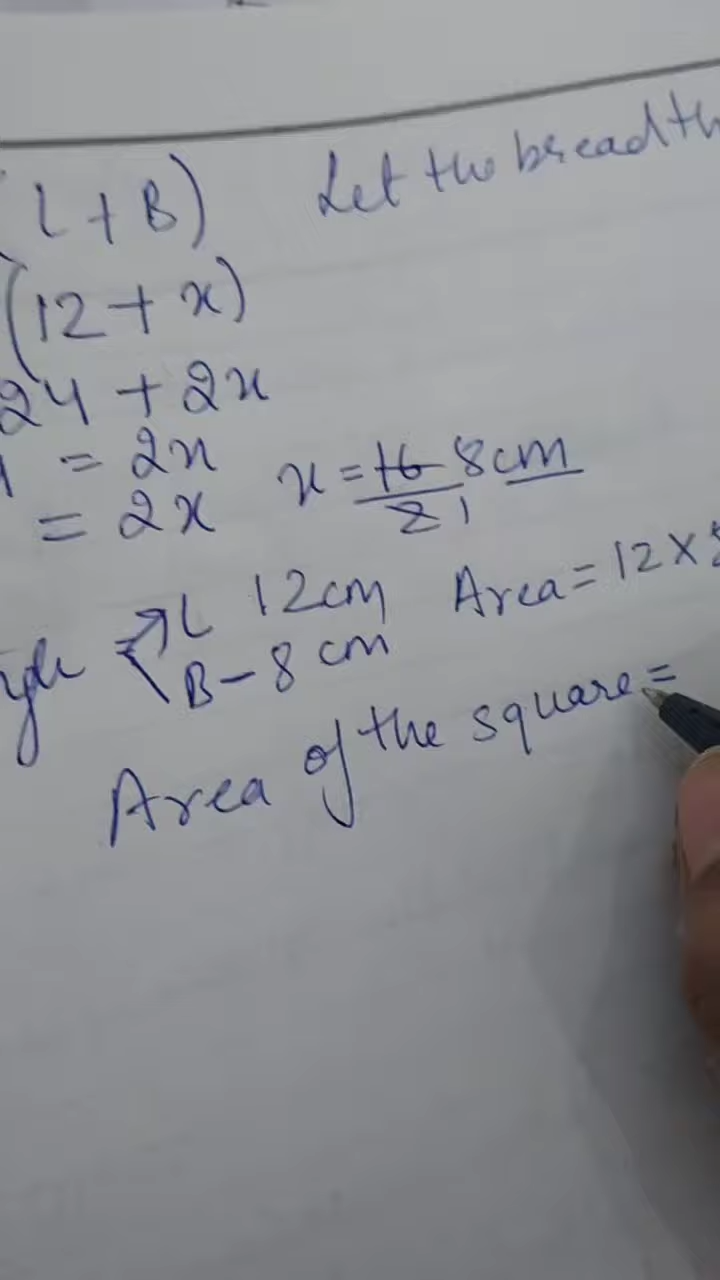 (L + B) Let the breadth
(12 + x)
24 + 2x
= 2x
= 2x x = 16 8cm
2 1
L 12cm Area = 12 x
B - 8 cm
Area of the square =